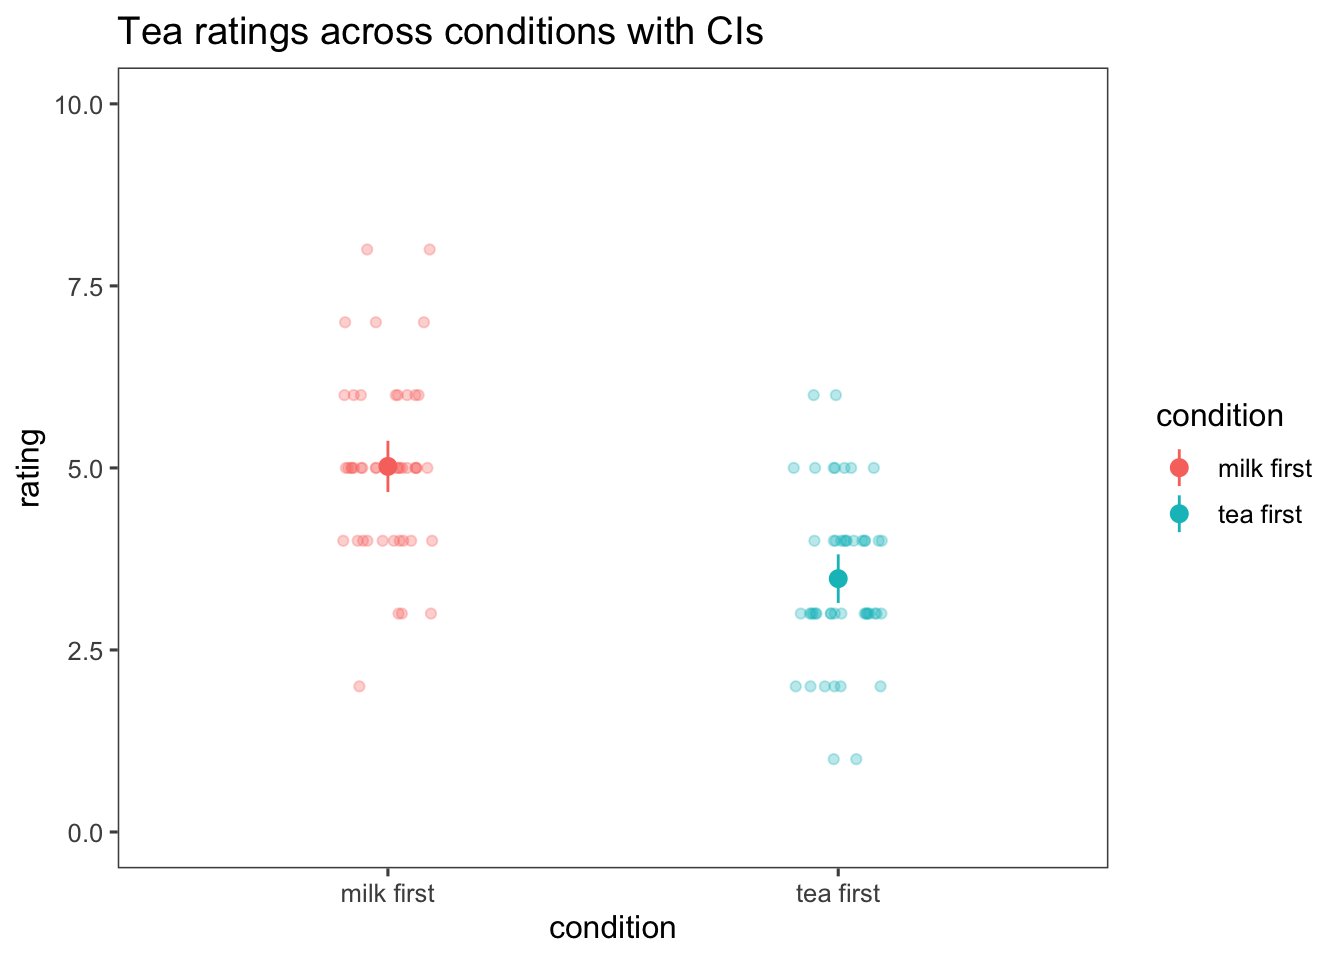 Tea ratings across conditions with CIs
10.0
7.5
5.0
2.5
0.0
rating
milk first
tea first
condition
condition
milk first
tea first